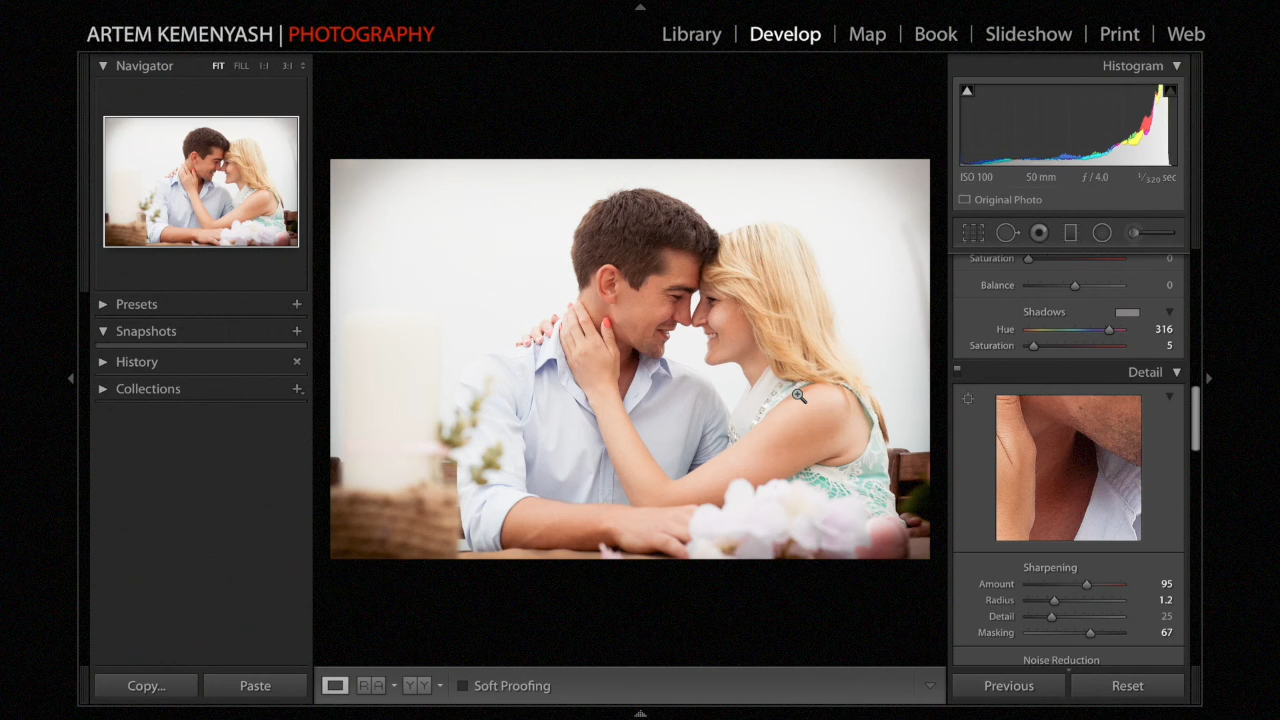 ARTEM KEMENYASH | PHOTOGRAPHY
Library | Develop | Map | Book | Slideshow | Print | Web
Navigator FIT FILL 1:1 3:1
Presets
Snapshots
History
Collections
Copy... Paste
R A Y Y Soft Proofing
Histogram
ISO 100 50 mm ƒ / 4.0 1/320 sec
Original Photo
Saturation 0
Balance 0
Shadows
Hue 316
Saturation 5
Detail
Sharpening
Amount 95
Radius 1.2
Detail 25
Masking 67
Noise Reduction
Previous Reset